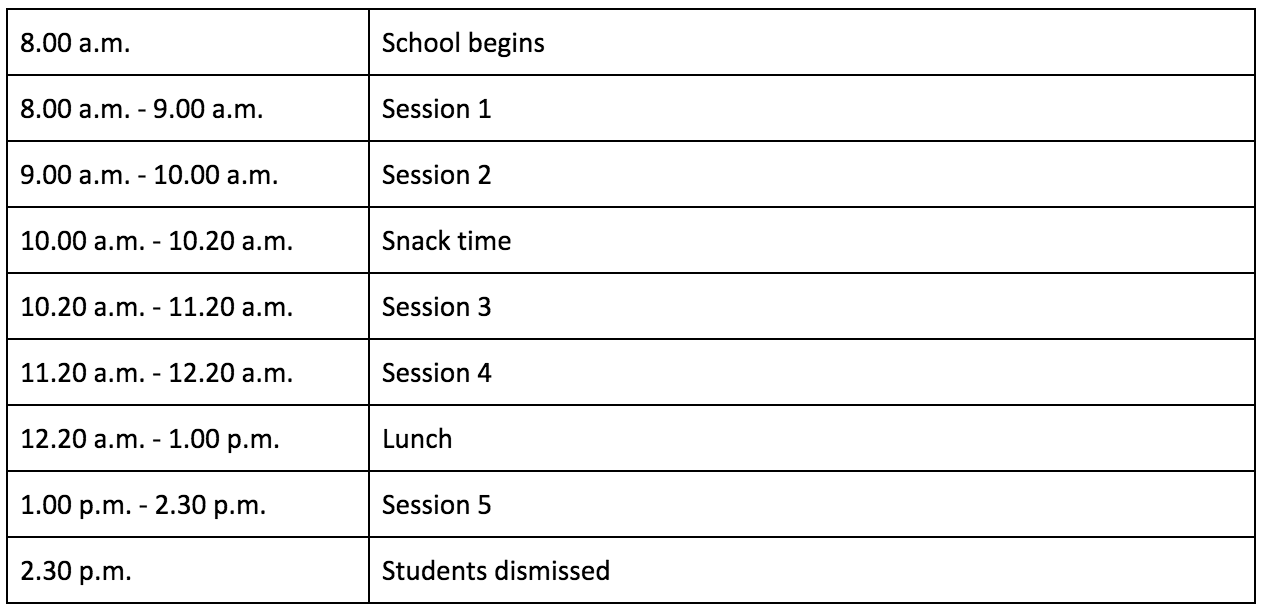 8.00 a.m. School begins
8.00 a.m. - 9.00 a.m. Session 1
9.00 a.m. - 10.00 a.m. Session 2
10.00 a.m. - 10.20 a.m. Snack time
10.20 a.m. - 11.20 a.m. Session 3
11.20 a.m. - 12.20 a.m. Session 4
12.20 a.m. - 1.00 p.m. Lunch
1.00 p.m. - 2.30 p.m. Session 5
2.30 p.m. Students dismissed